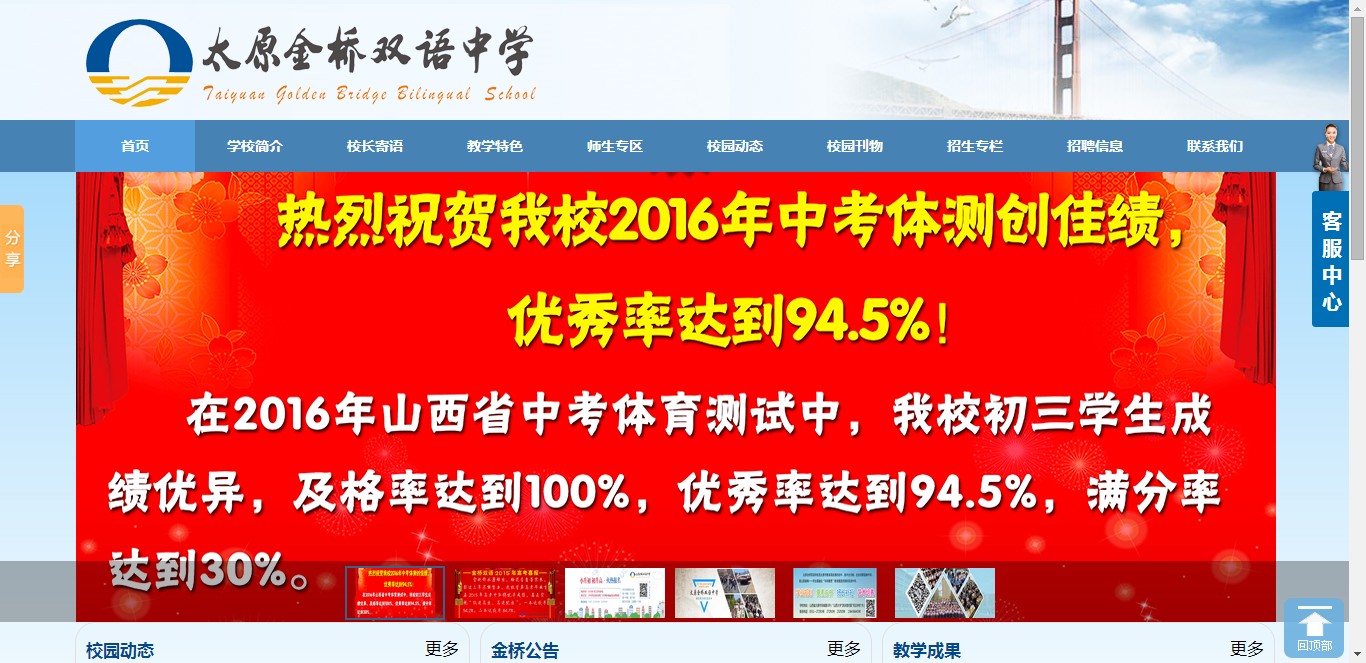 太原金桥双语中学
Taiyuan Golden Bridge Bilingual School
首页 学校简介 校长寄语 教学特色 师生专区 校园动态 校园刊物 招生专栏 招聘信息 联系我们
分享
客服中心
热烈祝贺我校2016年中考体测创佳绩，
优秀率达到94.5%！
在2016年山西省中考体育测试中，我校初三学生成
绩优异，及格率达到100%，优秀率达到94.5%，满分率
达到30%。
回顶部
校园动态 更多 金桥公告 更多 教学成果 更多